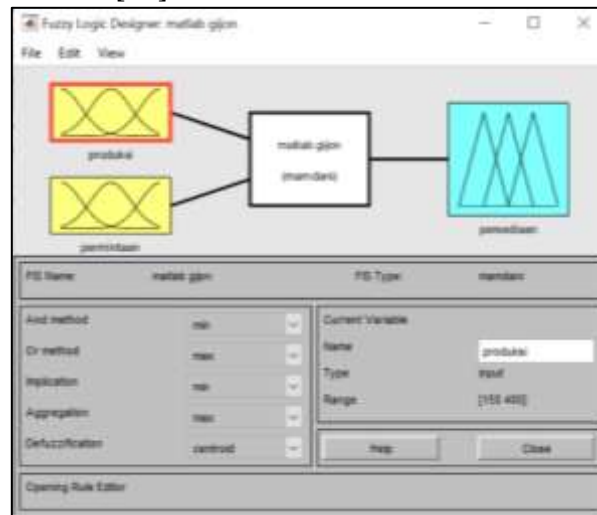 Fuzzy Logic Designer: matlab gijon
File Edit View
produksi
permintaan
matlab gijon
(mamdani)
persediaan
FIS Name: matlab gijon FIS Type: mamdani
And method min
Or method max
Implication min
Aggregation max
Defuzzification centroid
Current Variable
Name produksi
Type input
Range [150 400]
Help Close
Opening Rule Editor